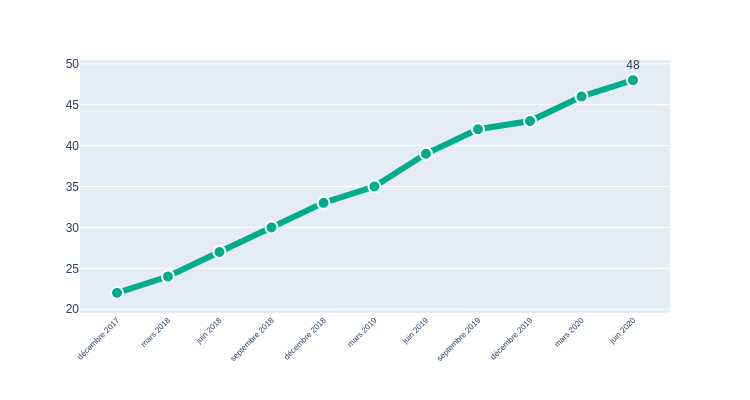 48
50
45
40
35
30
25
20
décembre 2017
mars 2018
juin 2018
septembre 2018
décembre 2018
mars 2019
juin 2019
septembre 2019
décembre 2019
mars 2020
juin 2020